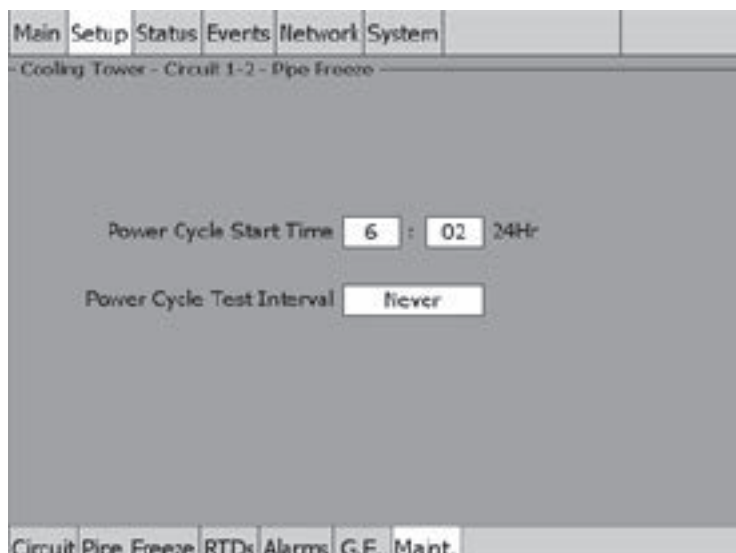 Main Setup Status Events Network System
Cooling Tower - Circuit 1-2 - Pipe Freeze
Power Cycle Start Time 6 : 02 24Hr
Power Cycle Test Interval Never
Circuit Pipe Freeze RTDs Alarms G.F. Maint.